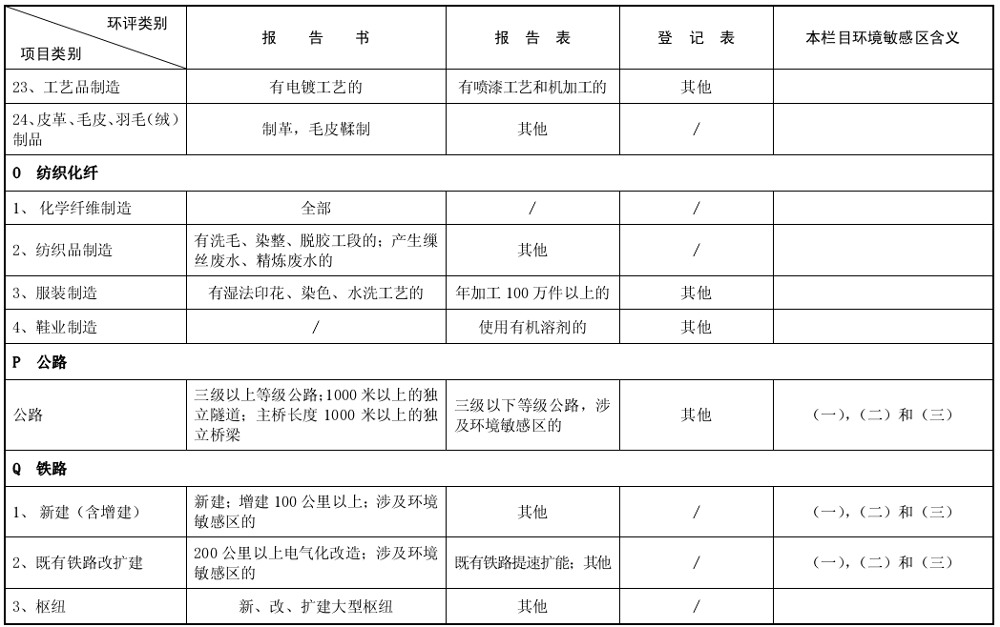 环评类别
项目类别
报 告 书
报 告 表
登 记 表
本栏目环境敏感区含义
23、工艺品制造
有电镀工艺的
有喷漆工艺和机加工的
其他
24、皮革、毛皮、羽毛（绒）
制品
制革，毛皮鞣制
其他
/
O 纺织化纤
1、 化学纤维制造
全部
/
/
2、纺织品制造
有洗毛、染整、脱胶工段的；产生缫
丝废水、精炼废水的
其他
/
3、服装制造
有湿法印花、染色、水洗工艺的
年加工 100 万件以上的
其他
4、鞋业制造
/
使用有机溶剂的
其他
P 公路
公路
三级以上等级公路；1000 米以上的独
立隧道；主桥长度 1000 米以上的独
立桥梁
三级以下等级公路，涉
及环境敏感区的
其他
（一），（二）和（三）
Q 铁路
1、 新建（含增建）
新建；增建 100 公里以上；涉及环境
敏感区的
其他
/
（一），（二）和（三）
2、既有铁路改扩建
200 公里以上电气化改造；涉及环境
敏感区的
既有铁路提速扩能；其他
/
（一），（二）和（三）
3、枢纽
新、改、扩建大型枢纽
其他
/